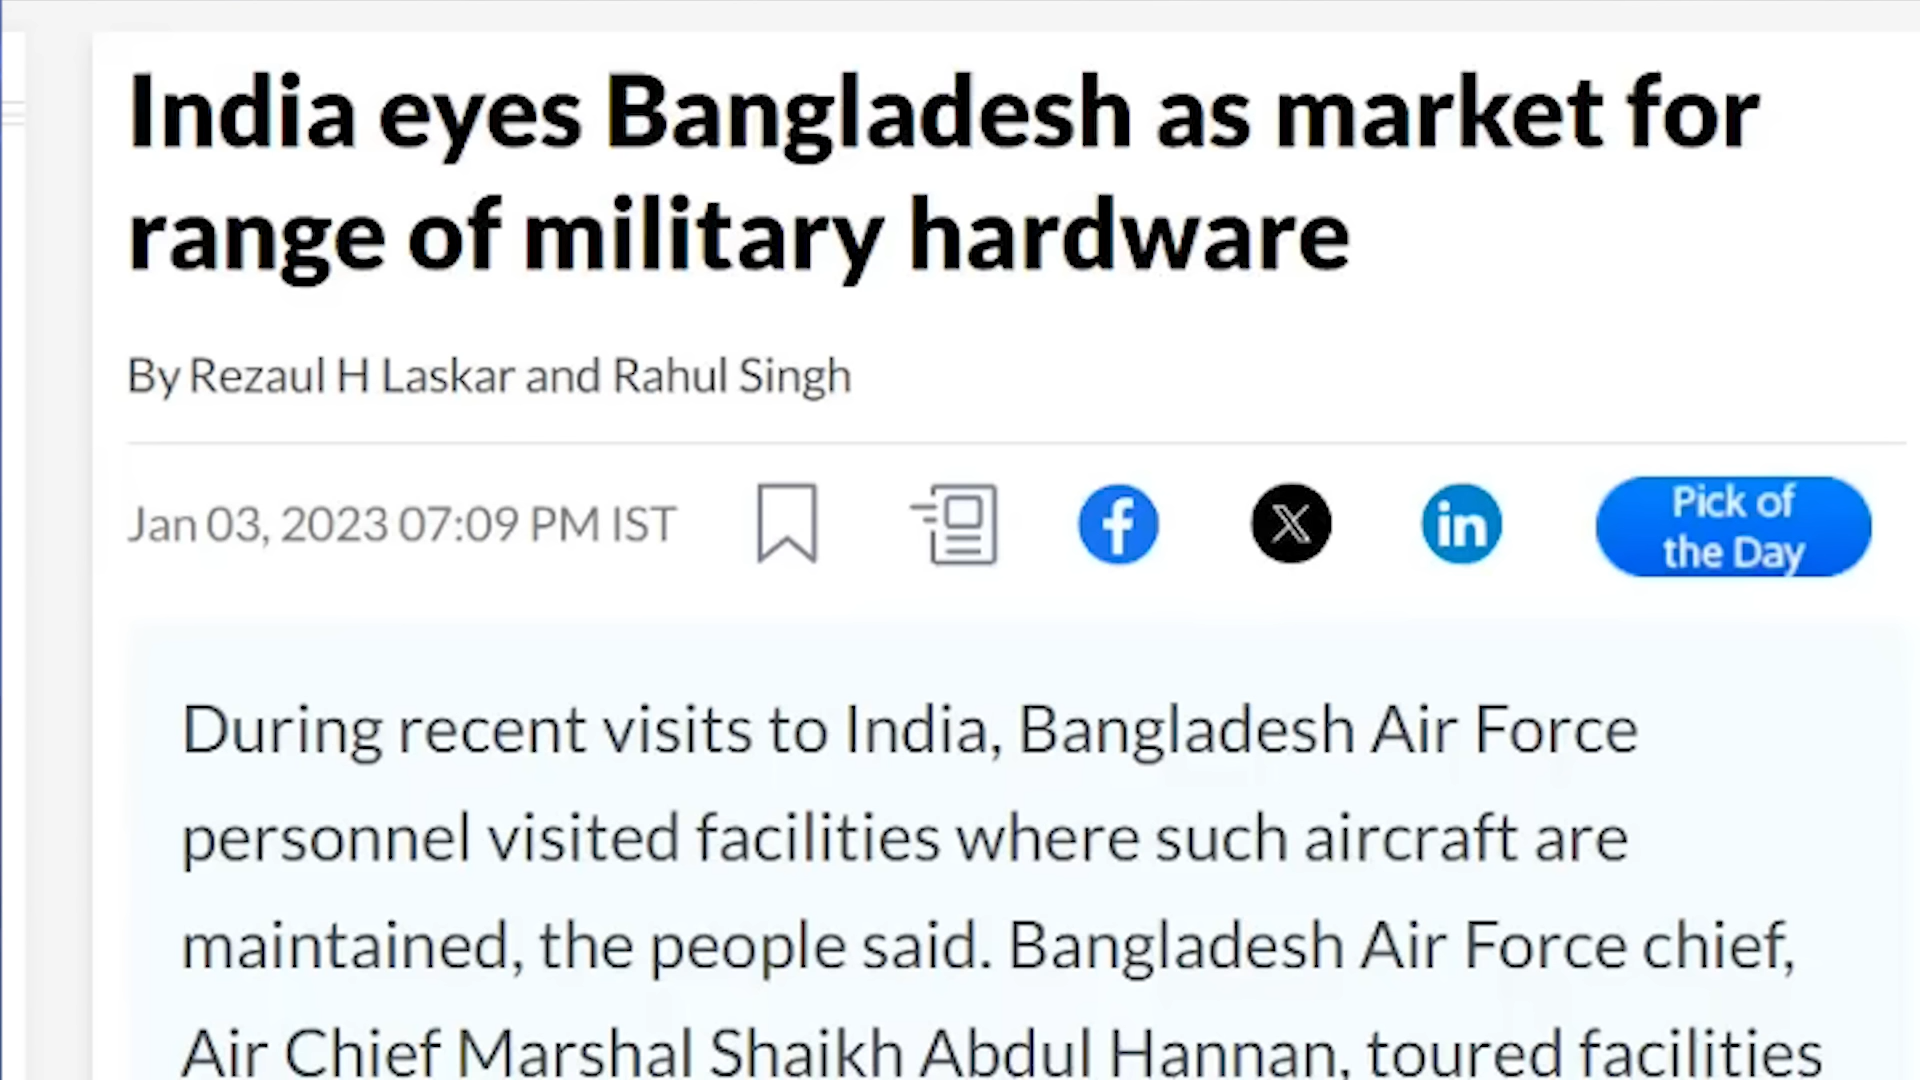 India eyes Bangladesh as market for
range of military hardware
By Rezaul H Laskar and Rahul Singh
Jan 03, 2023 07:09 PM IST
Pick of
the Day
During recent visits to India, Bangladesh Air Force
personnel visited facilities where such aircraft are
maintained, the people said. Bangladesh Air Force chief,
Air Chief Marshal Shaikh Abdul Hannan, toured facilities